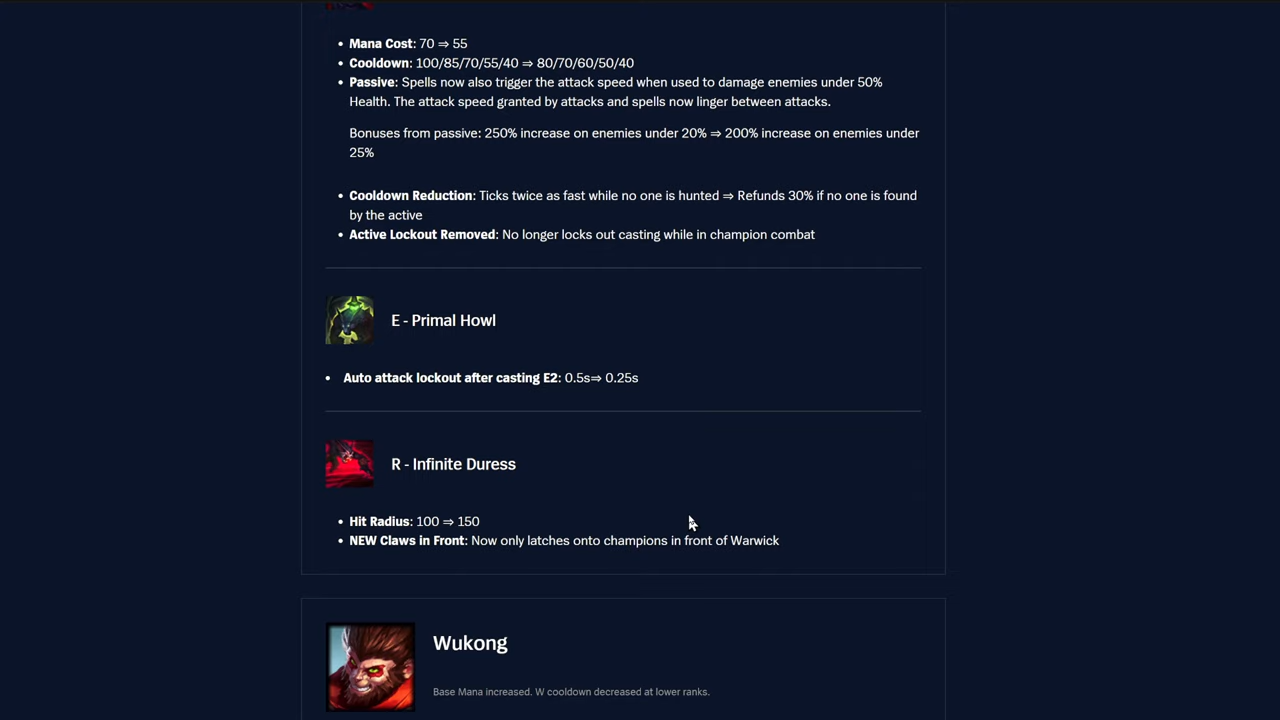 Mana Cost: 70 ⇒ 55
Cooldown: 100/85/70/55/40 ⇒ 80/70/60/50/40
Passive: Spells now also trigger the attack speed when used to damage enemies under 50%
Health. The attack speed granted by attacks and spells now linger between attacks.
Bonuses from passive: 250% increase on enemies under 20% ⇒ 200% increase on enemies under
25%
Cooldown Reduction: Ticks twice as fast while no one is hunted ⇒ Refunds 30% if no one is found
by the active
Active Lockout Removed: No longer locks out casting while in champion combat
E - Primal Howl
Auto attack lockout after casting E2: 0.5s⇒ 0.25s
R - Infinite Duress
Hit Radius: 100 ⇒ 150
NEW Claws in Front: Now only latches onto champions in front of Warwick
Wukong
Base Mana increased. W cooldown decreased at lower ranks.